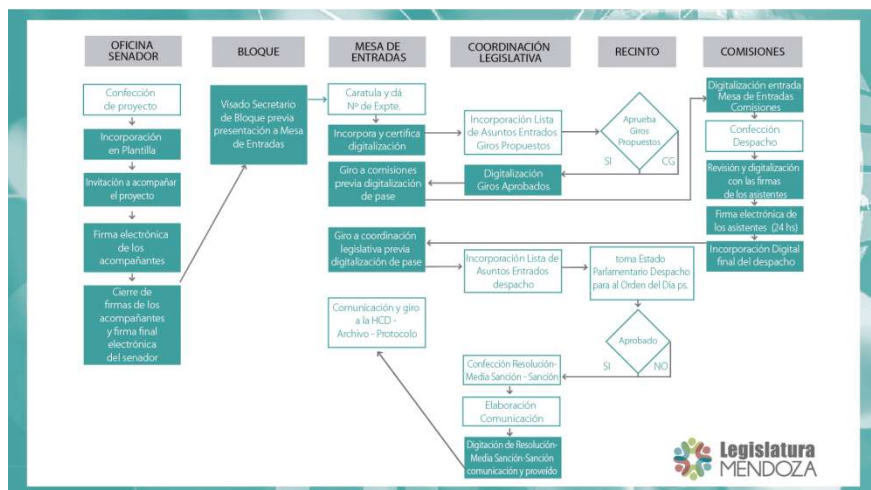 OFICINA
SENADOR
BLOQUE
MESA DE
ENTRADAS
COORDINACIÓN
LEGISLATIVA
RECINTO
COMISIONES
Confección
de proyecto
Incorporación
en Plantilla
Invitación a acompañar
el proyecto
Firma electrónica
de los
acompañantes
Cierre de
firmas de los
acompañantes
y firma final
electrónica
del senador
Visado Secretario
de Bloque previa
presentación a Mesa
de Entradas
Caratula y dá
Nº de Expte.
Incorpora y certifica
digitalización
Giro a comisiones
previa digitalización
de pase
Giro a coordinación
legislativa previa
digitalización de pase
Comunicación y giro
a la HCD -
Archivo - Protocolo
Incorporación Lista
de Asuntos Entrados
Giros Propuestos
Digitalización
Giros Aprobados
Incorporación Lista de
Asuntos Entrados
despacho
Confección Resolución-
Media Sanción - Sanción
Elaboración
Comunicación
Digitación de Resolución-
Media Sanción-Sanción
comunicación y proveído
Aprueba
Giros
Propuestos
SI
CG
toma Estado
Parlamentario Despacho
para al Orden del Día ps.
Aprobado
SI
NO
Digitalización entrada
Mesa de Entradas
Comisiones
Confección
Despacho
Revisión y digitalización
con las firmas
de los asistentes
Firma electrónica de
los asistentes (24 hs)
Incorporación Digital
final del despacho
Legislatura
MENDOZA